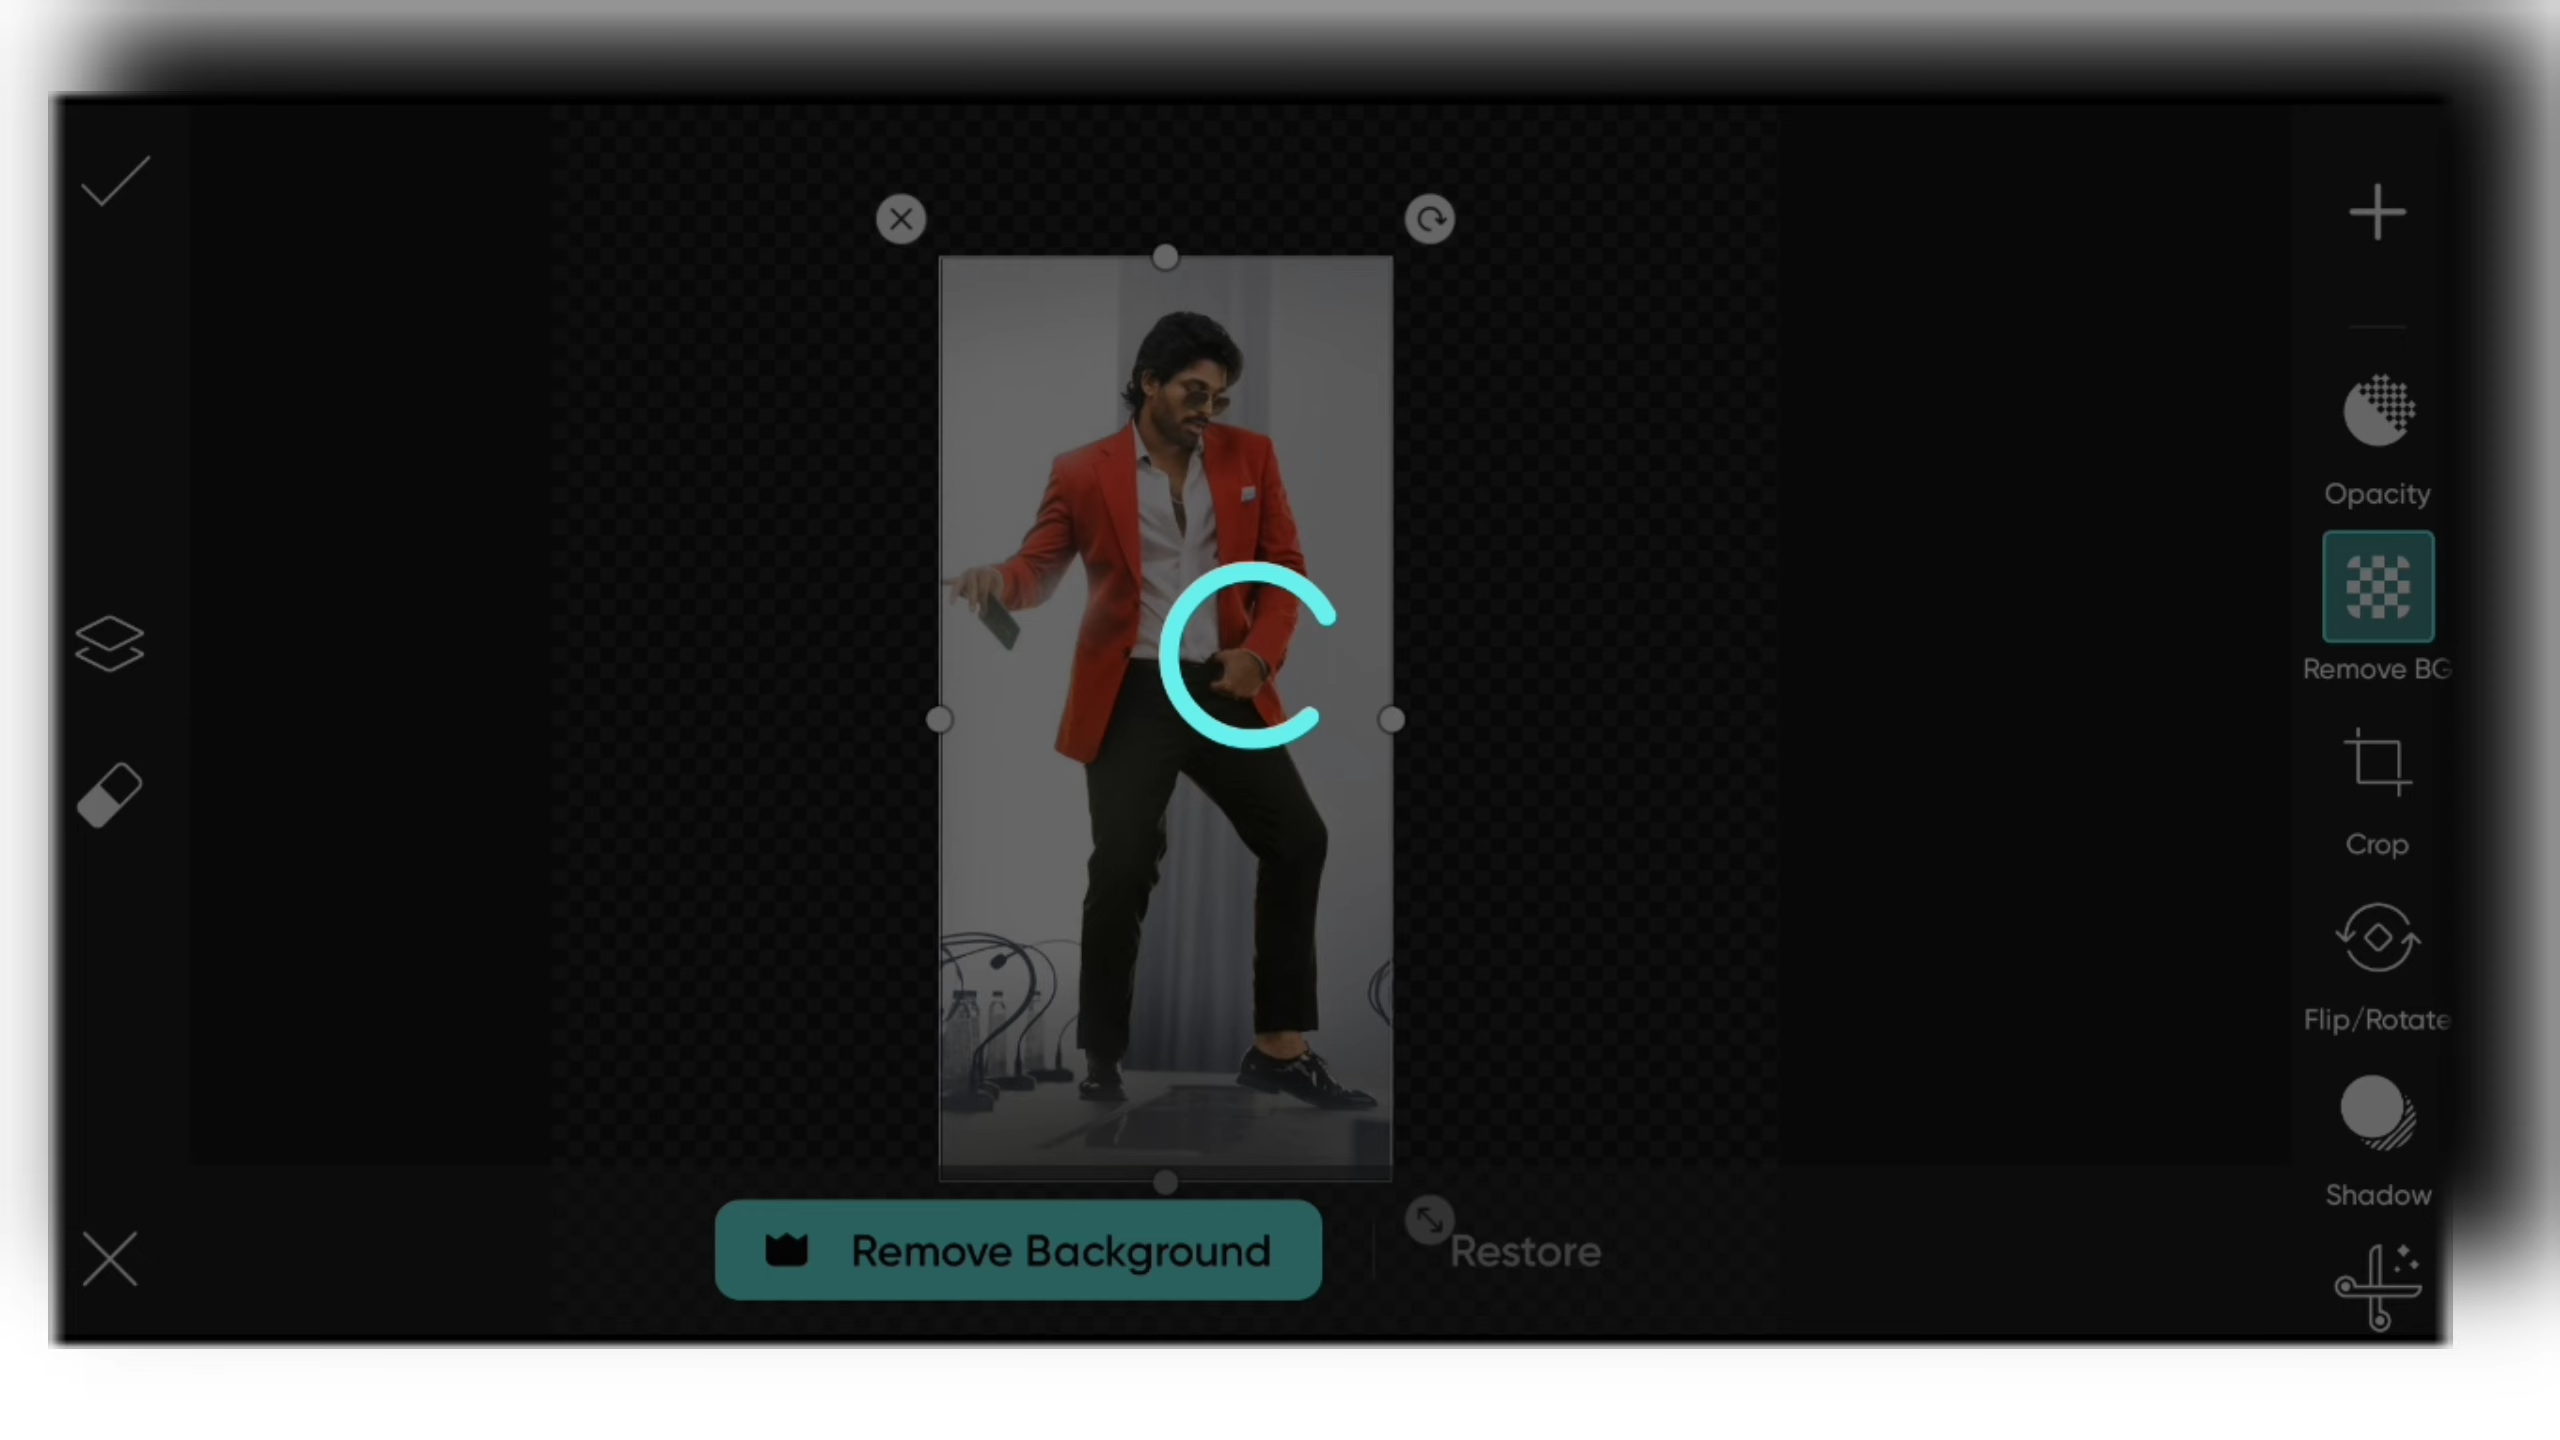 Opacity
Remove BG
Crop
Flip/Rotate
Shadow
Remove Background
Restore